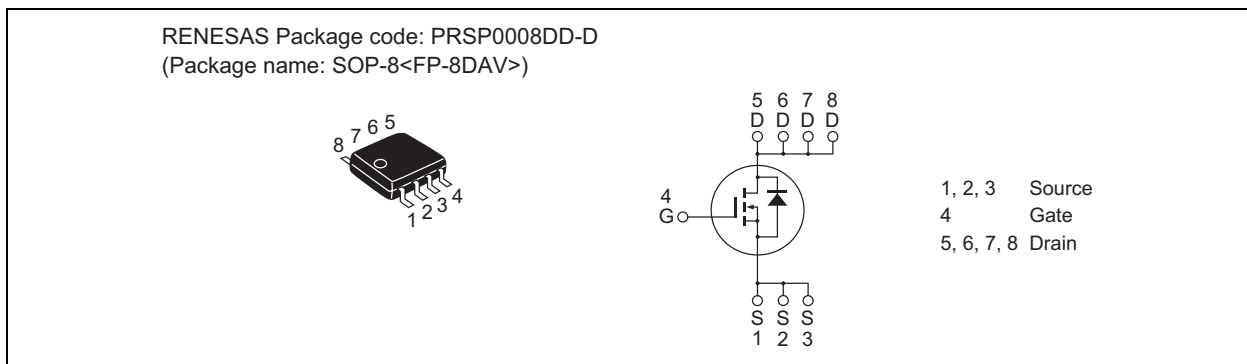 RENESAS Package code: PRSP0008DD-D
(Package name: SOP-8<FP-8DAV>)
8 7 6 5
1 2 3 4
5 6 7 8
D D D D
4
G
S S S
1 2 3
1, 2, 3 Source
4 Gate
5, 6, 7, 8 Drain